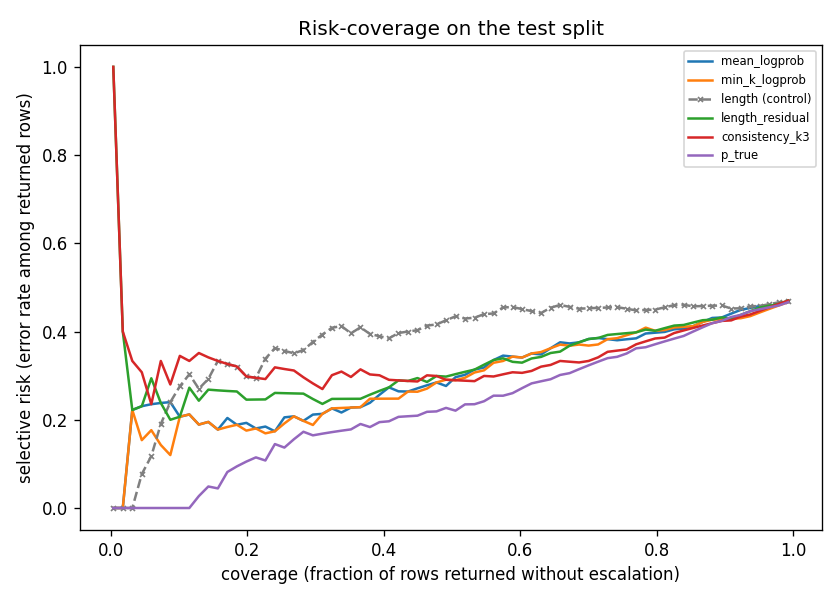 Risk-coverage on the test split
selective risk (error rate among returned rows)
1.0
0.8
0.6
0.4
0.2
0.0
mean_logprob
min_k_logprob
length (control)
length_residual
consistency_k3
p_true
0.0 0.2 0.4 0.6 0.8 1.0
coverage (fraction of rows returned without escalation)